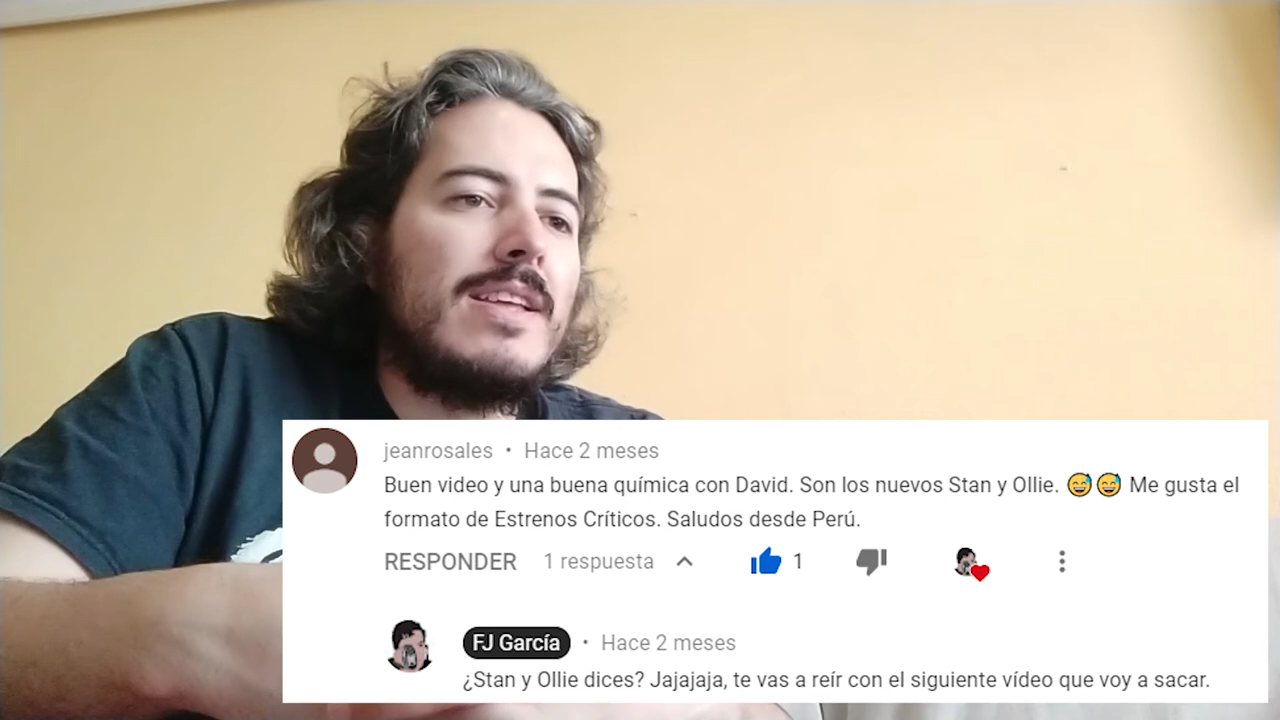 jeanrosales • Hace 2 meses
Buen video y una buena química con David. Son los nuevos Stan y Ollie. 😅😅 Me gusta el
formato de Estrenos Críticos. Saludos desde Perú.
RESPONDER 1 respuesta 1
FJ García • Hace 2 meses
¿Stan y Ollie dices? Jajajaja, te vas a reír con el siguiente vídeo que voy a sacar.